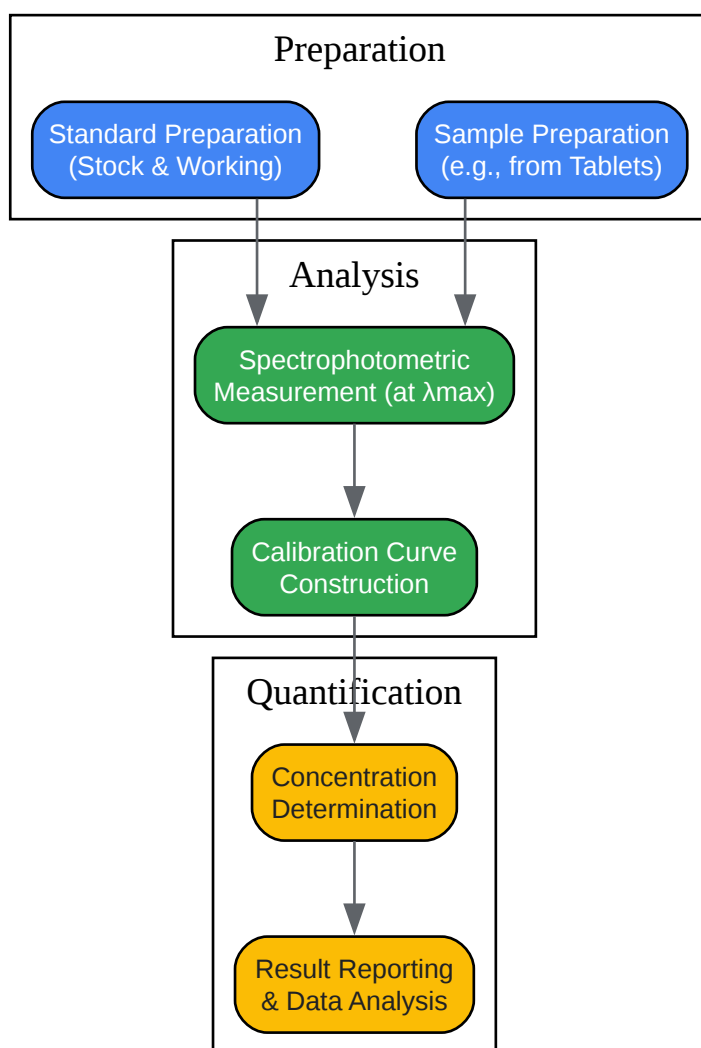 Preparation
Standard Preparation
(Stock & Working)
Sample Preparation
(e.g., from Tablets)
Analysis
Spectrophotometric
Measurement (at λmax)
Calibration Curve
Construction
Quantification
Concentration
Determination
Result Reporting
& Data Analysis